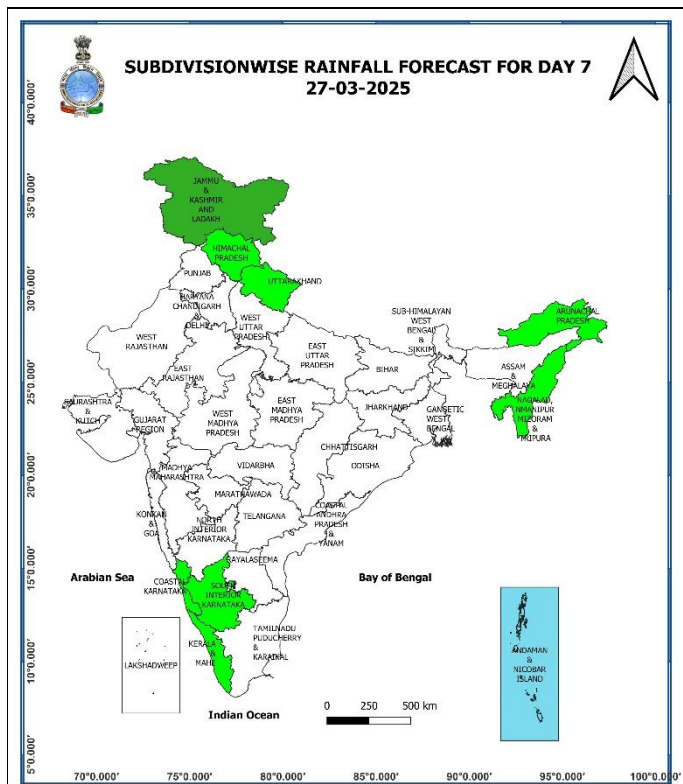 SUBDIVISIONWISE RAINFALL FORECAST FOR DAY 7
27-03-2025
40°0.000'
35°0.000'
30°0.000'
25°0.000'
20°0.000'
15°0.000'
10°0.000'
5°0.000'
JAMMU
&
KASHMIR
AND
LADAKH
HIMACHAL
PRADESH
PUNJAB
UTTARAKHAND
HARYANA
CHANDIGARH
&
DELHI
WEST
UTTAR
PRADESH
WEST
RAJASTHAN
EAST
RAJASTHAN
EAST
UTTAR
PRADESH
SUB-HIMALAYAN
WEST
BENGAL
&
SIKKIM
ARUNACHAL
PRADESH
ASSAM
&
MEGHALAYA
NAGALAD,
NMANIPUR
MIZORAM
&
TRIPURA
BIHAR
JHARKHAND
GANGETIC
WEST
BENGAL
SAURASHTRA
&
KUTCH
GUJARAT
REGION
WEST
MADHYA
PRADESH
EAST
MADHYA
PRADESH
CHHATTISGARH
ODISHA
VIDARBHA
MADHYA
MAHARASHTRA
MARATHAWADA
KONKAN
&
GOA
NORTH
INTERIOR
KARNATAKA
TELANGANA
COASTAL
ANDHRA
PRADESH
&
YANAM
RAYALASEEMA
Arabian Sea
Bay of Bengal
COASTAL
KARNATAKA
SOUTH
INTERIOR
KARNATAKA
TAMILNADU
PUDUCHERRY
&
KARAIKAL
KERALA
&
MAHE
LAKSHADWEEP
ANDAMAN
&
NICOBAR
ISLAND
Indian Ocean
0 250 500 km
70°0.000' 75°0.000' 80°0.000' 85°0.000' 90°0.000' 95°0.000' 100°0.000'